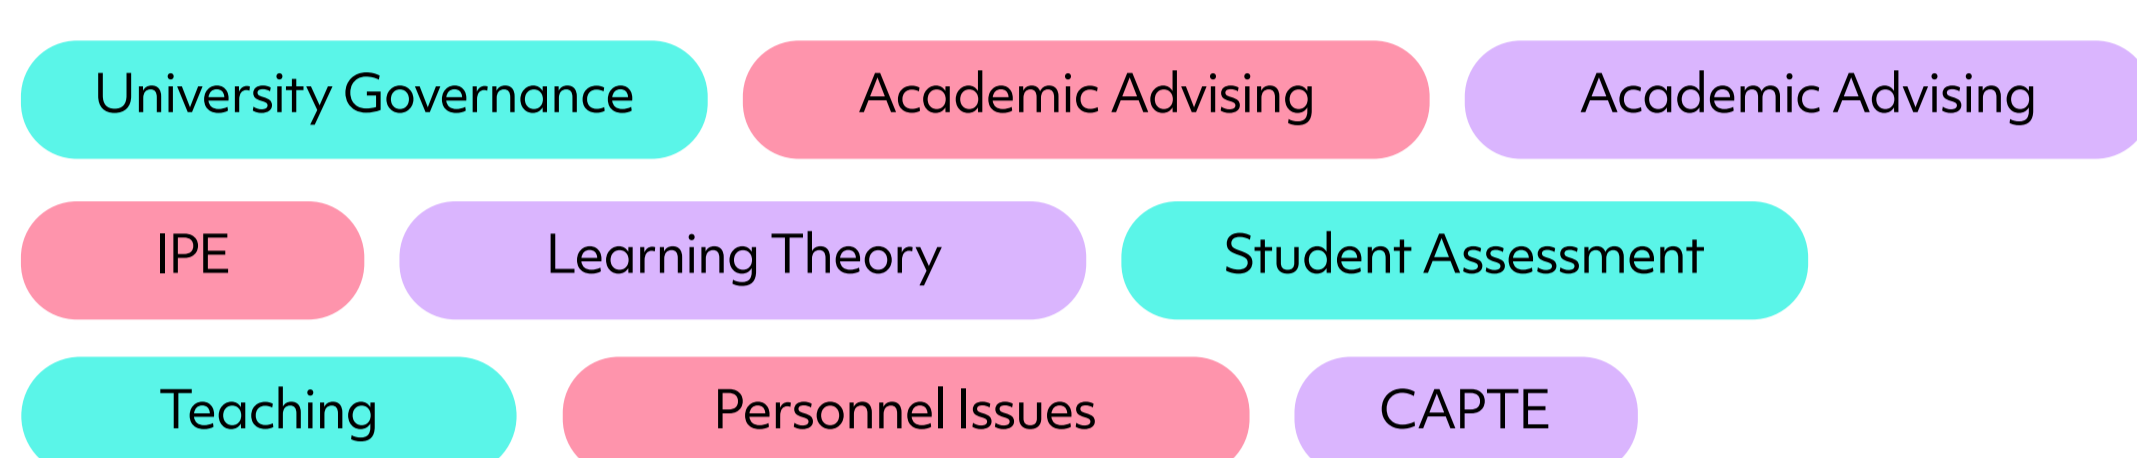 University Governance Academic Advising Academic Advising
IPE Learning Theory Student Assessment
Teaching Personnel Issues CAPTE